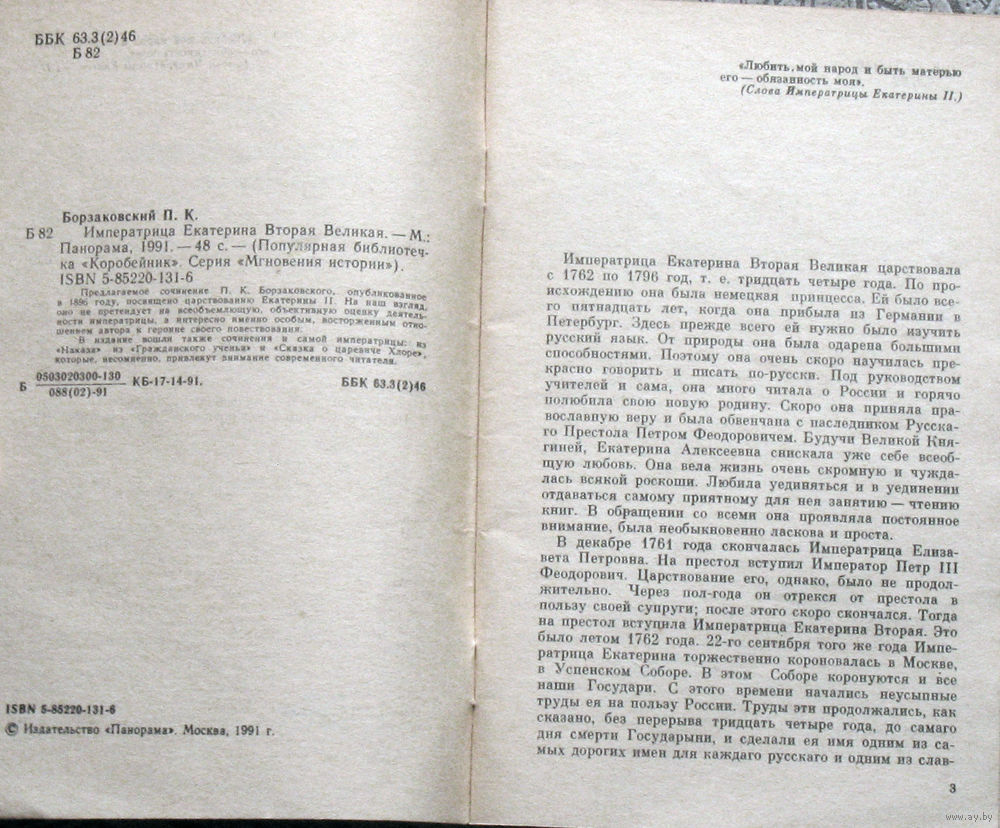 ББК 63.3(2)46
Б 82
Борзаковский П. К.
Б 82 Императрица Екатерина Вторая Великая. — М.:
Панорама, 1991. — 48 с. — (Популярная библиотеч-
ка «Коробейник». Серия «Мгновения истории»).
ISBN 5-85220-131-6
Предлагаемое сочинение П. К. Борзаковского, опубликованное
в 1896 году, посвящено царствованию Екатерины II. На наш взгляд,
оно не претендует на всеобъемлющую, объективную оценку деятель-
ности императрицы, а интересно именно особым, восторженным отно-
шением автора к героине своего повествования.
В издание вошли также сочинения и самой императрицы: из
«Наказа» из «Гражданского ученья» и «Сказка о царевиче Хлоре»,
которые, несомненно, привлекут внимание современного читателя.
Б 0503020300-130 КБ-17-14-91. ББК 63.3(2)46
088(02)-91
ISBN 5-85220-131-6
© Издательство «Панорама». Москва, 1991 г.
«Любить мой народ и быть матерью
его — обязанность моя».
(Слова Императрицы Екатерины II.)
Императрица Екатерина Вторая Великая царствовала
с 1762 по 1796 год, т. е. тридцать четыре года. По про-
исхождению она была немецкая принцесса. Ей было все-
го пятнадцать лет, когда она прибыла из Германии в
Петербург. Здесь прежде всего ей нужно было изучить
русский язык. От природы она была одарена большими
способностями. Поэтому она очень скоро научилась пре-
красно говорить и писать по-русски. Под руководством
учителей и сама, она много читала о России и горячо
полюбила свою новую родину. Скоро она приняла пра-
вославную веру и была обвенчана с наследником Русска-
го Престола Петром Феодоровичем. Будучи Великой Кня-
гиней, Екатерина Алексеевна снискала уже себе всеоб-
щую любовь. Она вела жизнь очень скромную и чужда-
лась всякой роскоши. Любила уединяться и в уединении
отдаваться самому приятному для нея занятию — чтению
книг. В обращении со всеми она проявляла постоянное
внимание, была необыкновенно ласкова и проста.
В декабре 1761 года скончалась Императрица Елиза-
вета Петровна. На престол вступил Император Петр III
Феодорович. Царствование его, однако, было не продол-
жительно. Через пол-года он отрекся от престола в
пользу своей супруги; после этого скоро скончался. Тогда
на престол вступила Императрица Екатерина Вторая. Это
было летом 1762 года. 22-го сентября того же года Импе-
ратрица Екатерина торжественно короновалась в Москве,
в Успенском Соборе. В этом Соборе коронуются и все
наши Государи. С этого времени начались неусыпные
труды ея на пользу России. Труды эти продолжались, как
сказано, без перерыва тридцать четыре года, до самаго
дня смерти Государыни, и сделали ея имя одним из са-
мых дорогих имен для каждаго русскаго и одним из слав-
3
www.ay.by